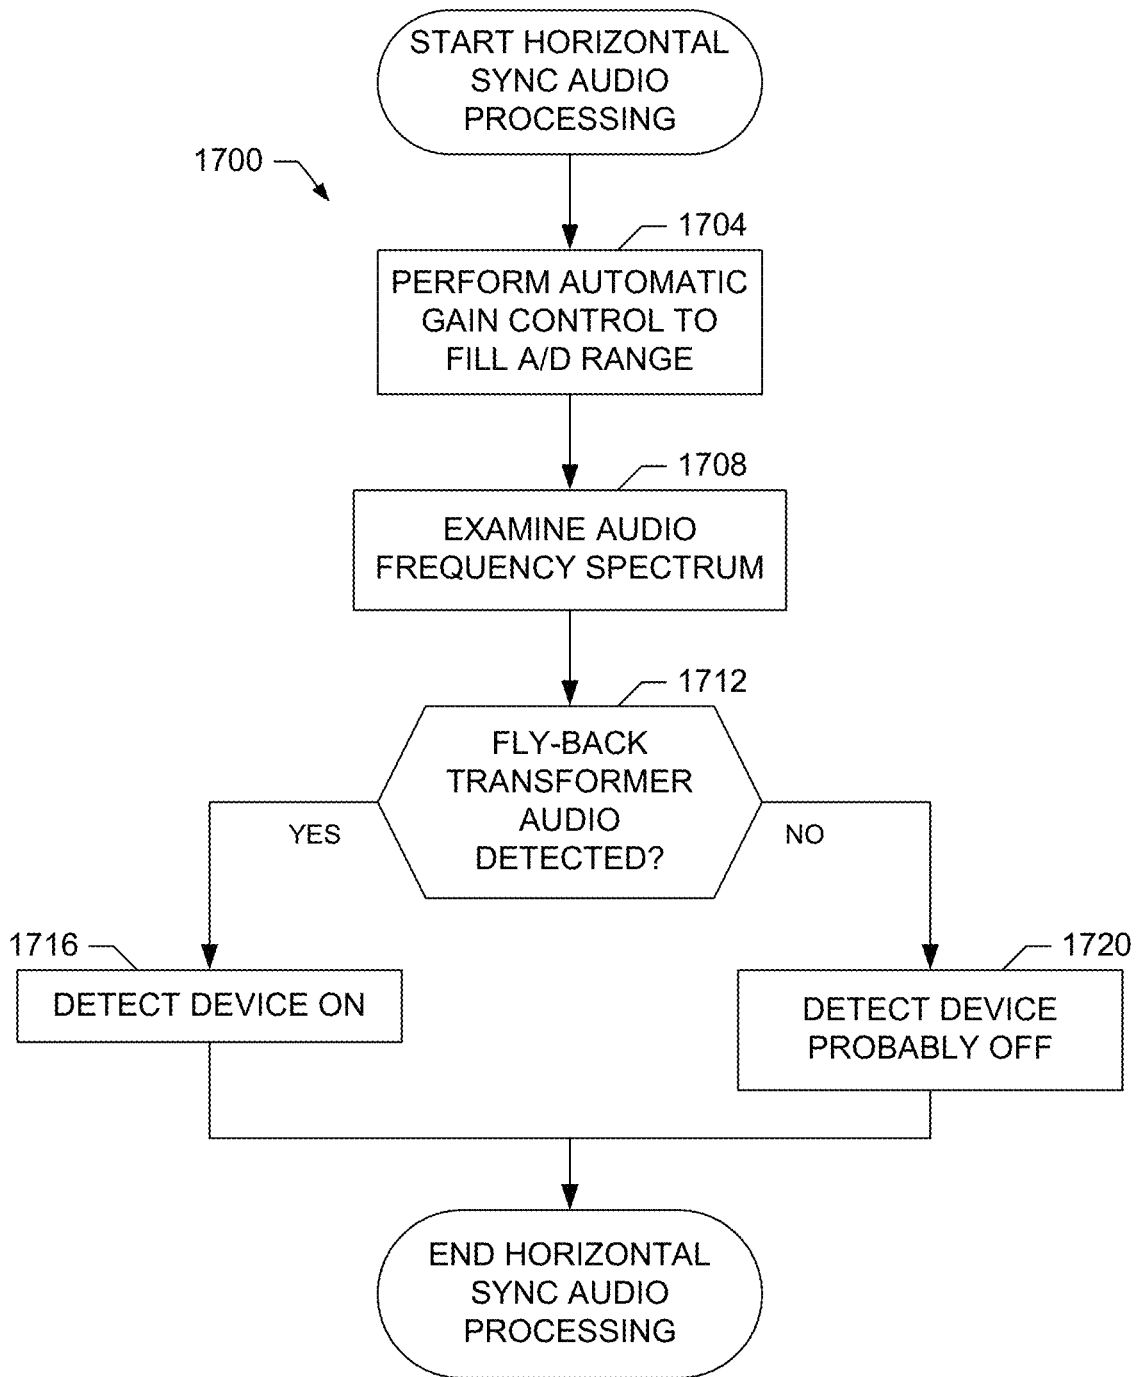 START HORIZONTAL
SYNC AUDIO
PROCESSING
1700
1704
PERFORM AUTOMATIC
GAIN CONTROL TO
FILL A/D RANGE
1708
EXAMINE AUDIO
FREQUENCY SPECTRUM
1712
FLY-BACK
TRANSFORMER
AUDIO
DETECTED?
YES
NO
1716
DETECT DEVICE ON
1720
DETECT DEVICE
PROBABLY OFF
END HORIZONTAL
SYNC AUDIO
PROCESSING